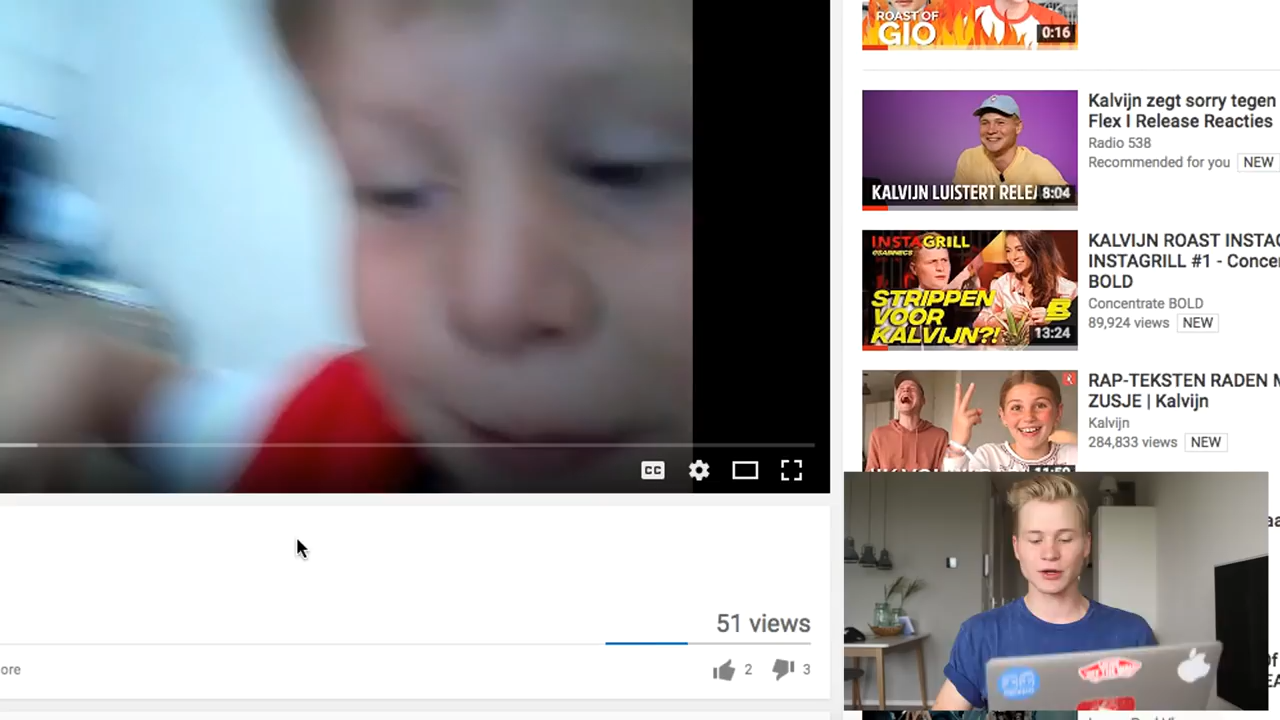 ROAST OF
GIO
0:16
Kalvijn zegt sorry tegen
Flex I Release Reacties
Radio 538
Recommended for you NEW
KALVIJN LUISTERT RELEA 8:04
KALVIJN ROAST INSTAG
INSTAGRILL #1 - Concen
BOLD
Concentrate BOLD
89,924 views NEW
INSTAGRILL
STRIPPEN
VOOR
KALVIJN?!
B
13:24
RAP-TEKSTEN RADEN M
ZUSJE | Kalvijn
Kalvijn
284,833 views NEW
CC
51 views
ore
2 3